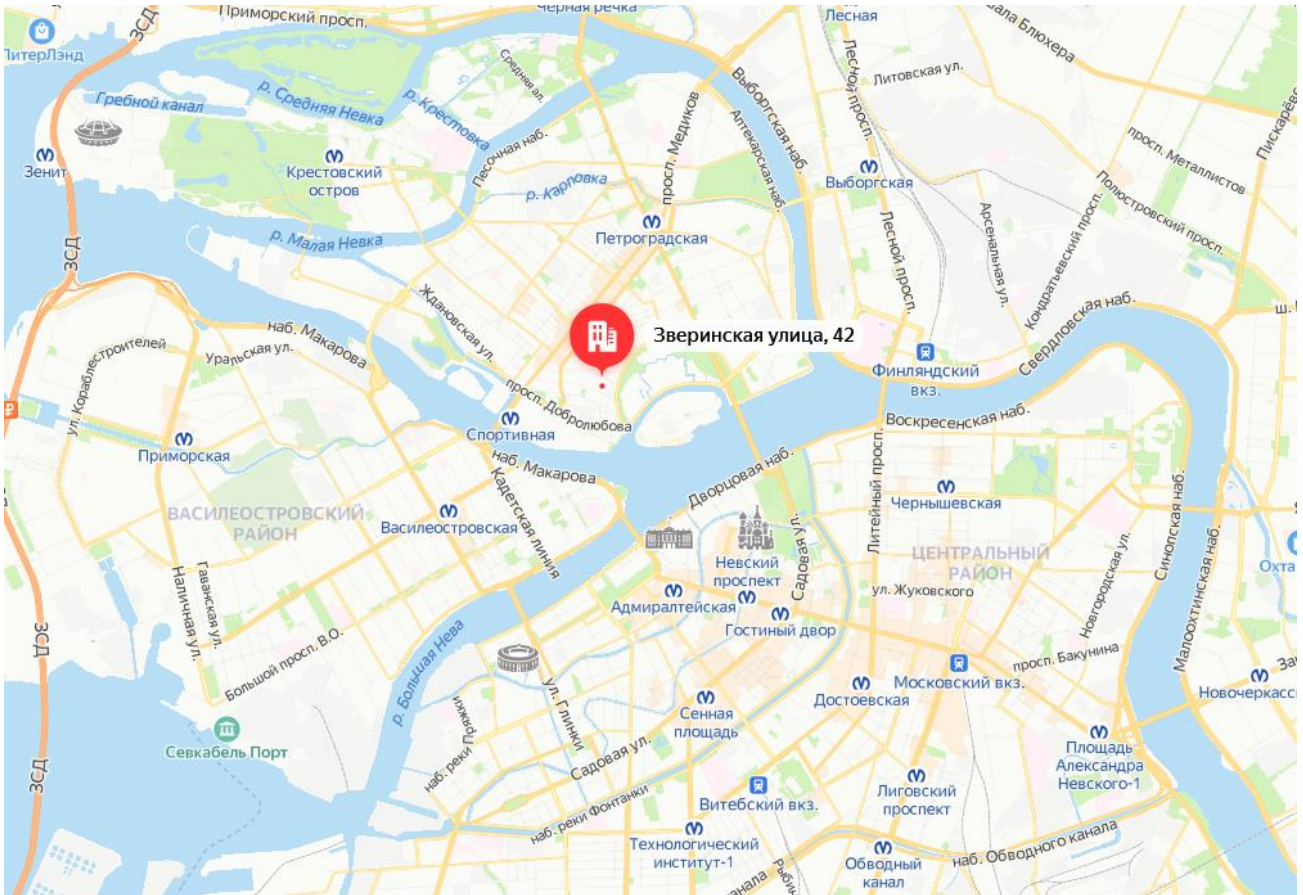 Приморский просп.
ЗСД
Чёрная речка
Лесная
ПитерЛэнд
Гребной канал
р. Средняя Невка
р. Крестовка
Средняя ал.
Выборгская наб.
Лесной просп.
Литовская ул.
Пискарёвс
просп. Металлистов
Зенит
Крестовский
остров
Песочная наб.
просп. Медиков
Аптекарская наб.
Выборгская
Полюстровский просп.
р. Карповка
р. Малая Невка
Петроградская
Лесной просп.
Арсенальная ул.
Кондратьевский просп.
ЗСД
Ждановская ул.
Свердловская наб.
наб. Макарова
Уральская ул.
ул. Кораблестроителей
Зверинская улица, 42
Финляндский
вкз.
просп. Добролюбова
Спортивная
Воскресенская наб.
Приморская
наб. Макарова
Дворцовая наб.
Литейный просп.
Чернышевская
Кадетская линия
ВАСИЛЕОСТРОВСКИЙ
РАЙОН
Василеостровская
Садовая ул.
Синопская наб.
Малоохтинская наб.
Невский
проспект
ЦЕНТРАЛЬНЫЙ
РАЙОН
Охта
Наличная ул.
Гаванская ул.
Адмиралтейская
ул. Жуковского
Новгородская ул.
Гостиный двор
ЗСД
Большой просп. В.О.
р. Большая Нева
просп. Бакунина
Московский вкз.
Новочеркасс
ул. Глинки
Достоевская
Сенная
площадь
Севкабель Порт
наб. реки Пряжки
Садовая ул.
Площадь
Александра
Невского-1
ЗСД
Витебский вкз.
Лиговский
проспект
наб. реки Фонтанки
Технологический
институт-1
Обводный
канал
наб. Обводного канала
канала